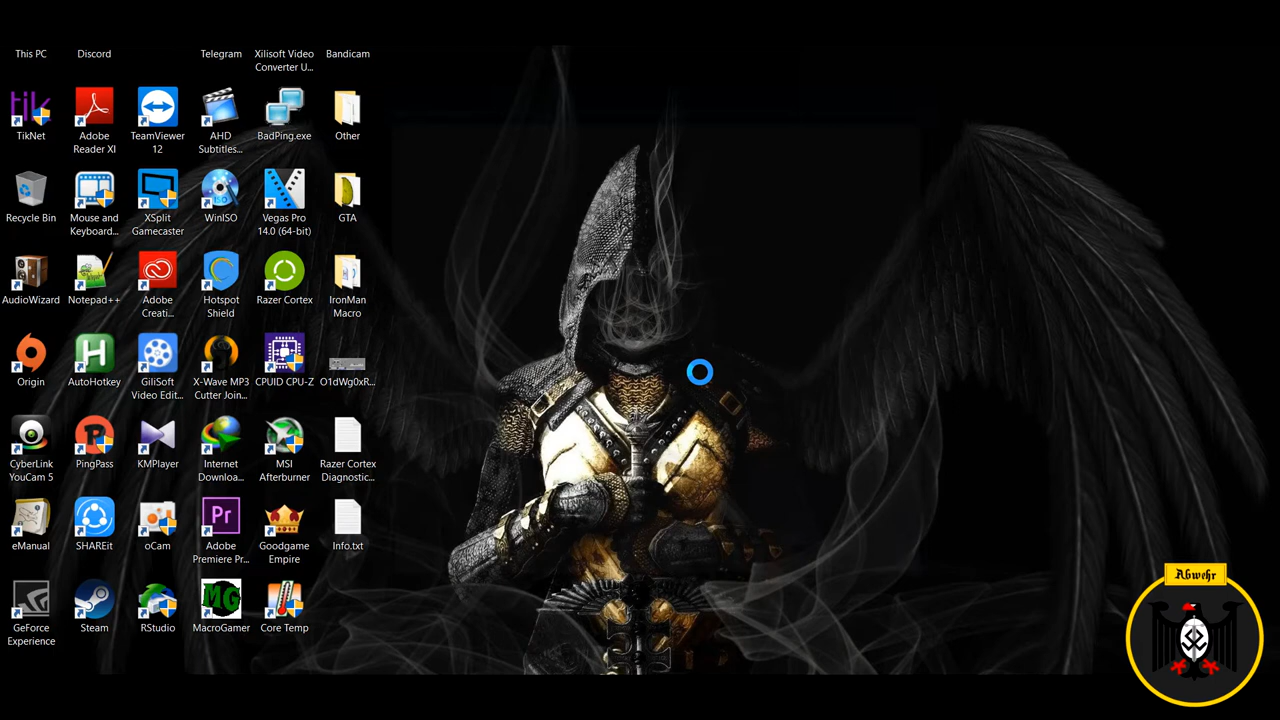 This PC
Discord
Telegram
Xilisoft Video
Converter U...
Bandicam
TikNet
Adobe
Reader XI
TeamViewer
12
AHD
Subtitles...
BadPing.exe
Other
Recycle Bin
Mouse and
Keyboard...
XSplit
Gamecaster
WinISO
Vegas Pro
14.0 (64-bit)
GTA
AudioWizard
Notepad++
Adobe
Creati...
Hotspot
Shield
Razer Cortex
IronMan
Macro
Origin
AutoHotkey
GiliSoft
Video Edit...
X-Wave MP3
Cutter Join...
CPUID CPU-Z
O1dWg0xR...
CyberLink
YouCam 5
PingPass
KMPlayer
Internet
Downloa...
MSI
Afterburner
Razer Cortex
Diagnostic...
eManual
SHAREit
oCam
Adobe
Premiere Pr...
Goodgame
Empire
Info.txt
GeForce
Experience
Steam
RStudio
MacroGamer
Core Temp
tik
ISO
H
P
Pr
MG
Abwehr